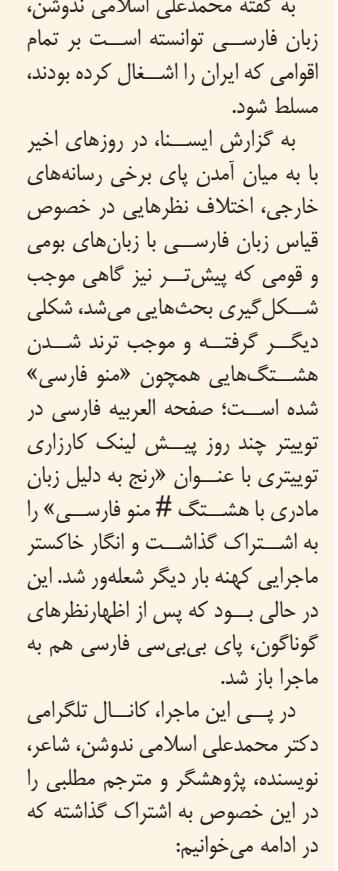 به گفته محمدعلی اسلامی ندوشن،
زبان فارسی توانسته است بر تمام
اقوامی که ایران را اشغال کرده بودند،
مسلط شود.
به گزارش ایسنا، در روزهای اخیر
با به میان آمدن پای برخی رسانه‌های
خارجی، اختلاف نظرهایی در خصوص
قیاس زبان فارسی با زبان‌های بومی
و قومی که پیش‌تر نیز گاهی موجب
شکل‌گیری بحث‌هایی می‌شد، شکلی
دیگر گرفته و موجب ترند شدن
هشتگ‌هایی همچون «منو فارسی»
شده است؛ صفحه العربیه فارسی در
توییتر چند روز پیش لینک کارزاری
توییتری با عنوان «رنج به دلیل زبان
مادری با هشتگ # منو فارسی» را
به اشتراک گذاشت و انگار خاکستر
ماجرایی کهنه بار دیگر شعله‌ور شد. این
در حالی بود که پس از اظهارنظرهای
گوناگون، پای بی‌بی‌سی فارسی هم به
ماجرا باز شد.
در پی این ماجرا، کانال تلگرامی
دکتر محمدعلی اسلامی ندوشن، شاعر،
نویسنده، پژوهشگر و مترجم مطلبی را
در این خصوص به اشتراک گذاشته که
در ادامه می‌خوانیم: